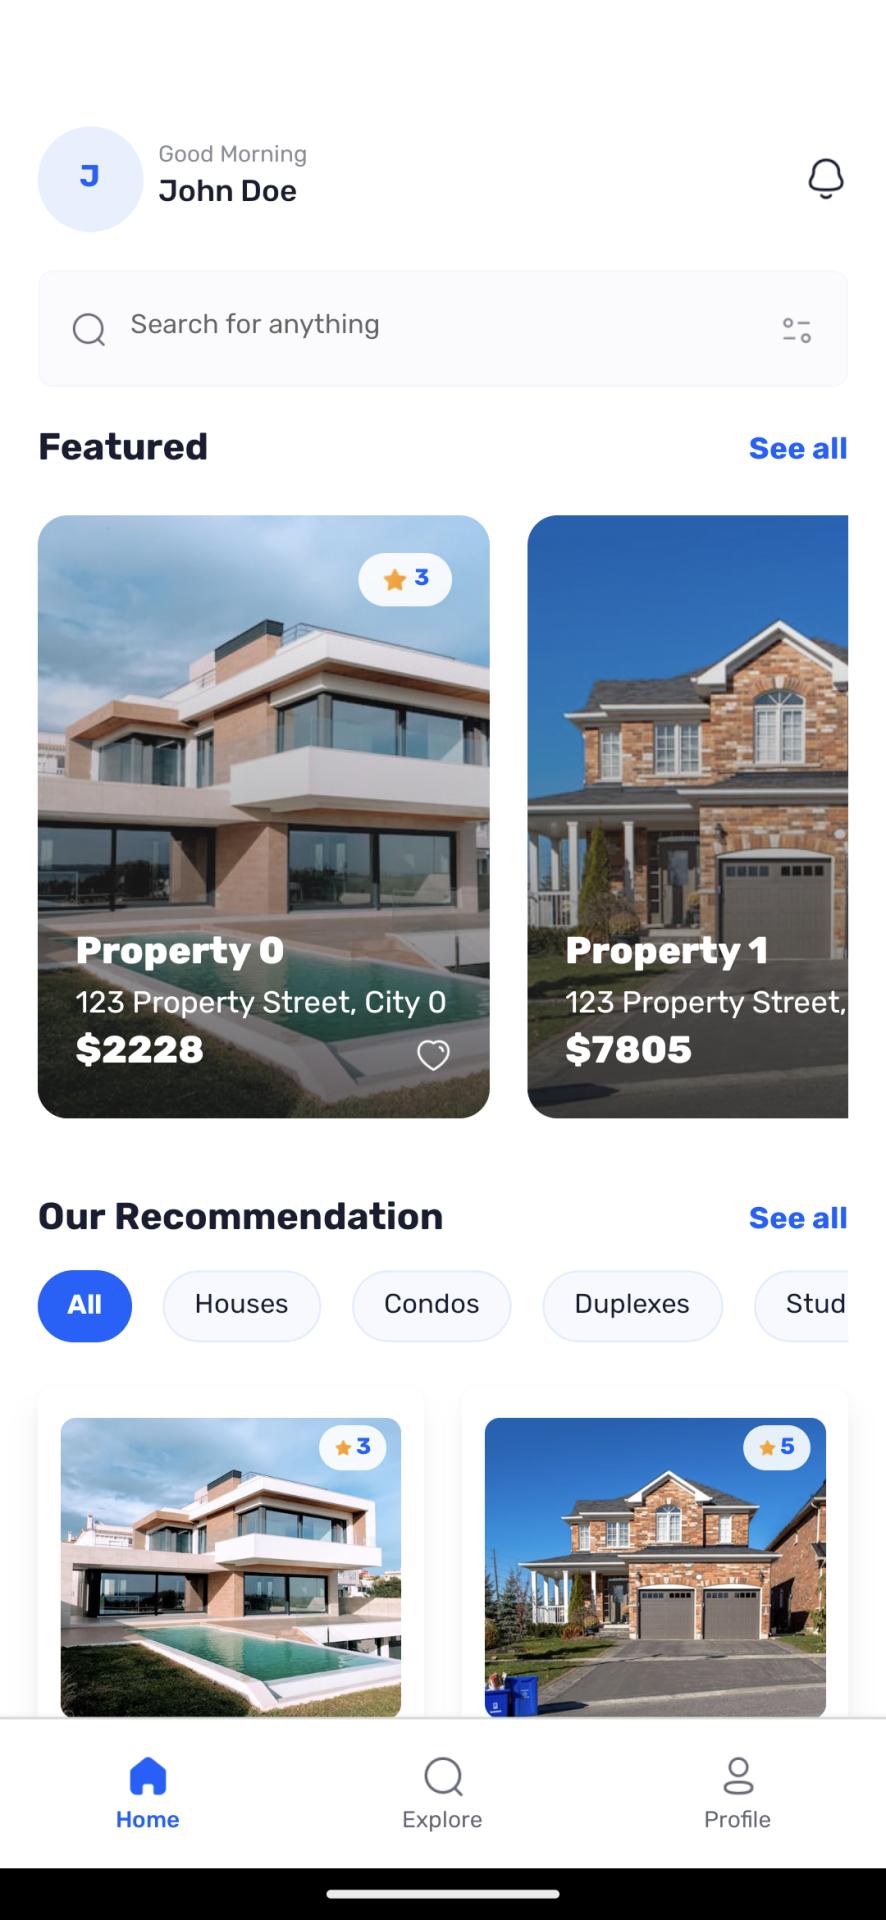 J
Good Morning
John Doe
Search for anything
Featured
See all
3
Property 0
123 Property Street, City 0
$2228
Property 1
123 Property Street,
$7805
Our Recommendation
See all
All
Houses
Condos
Duplexes
Stud
3
5
Home
Explore
Profile